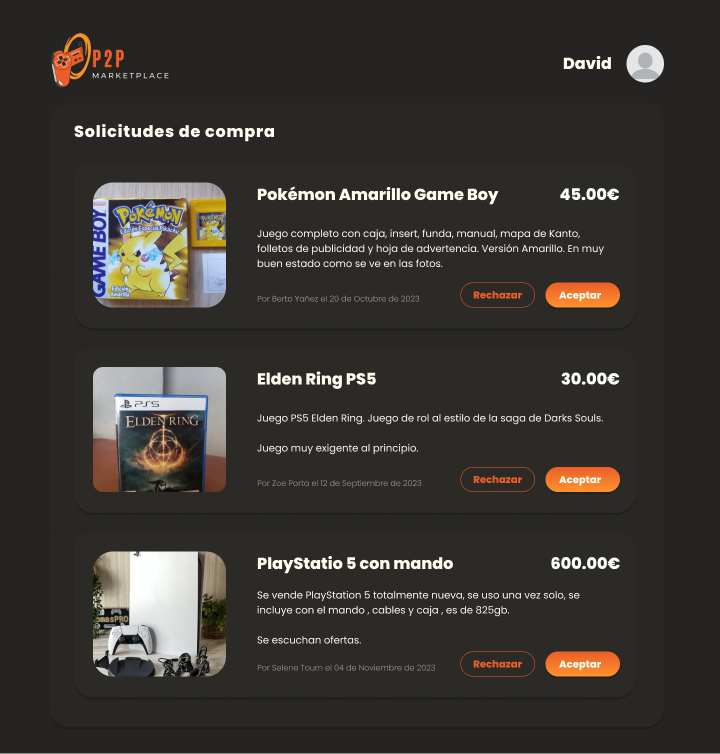 P2P
MARKETPLACE
David
Solicitudes de compra
GAME BOY
POKéMON
Edición Especial Pikachu
Edición
Amarilla
Pokémon Amarillo Game Boy
45.00€
Juego completo con caja, insert, funda, manual, mapa de Kanto,
folletos de publicidad y hoja de advertencia. Versión Amarillo. En muy
buen estado como se ve en las fotos.
Por Berto Yañez el 20 de Octubre de 2023
Rechazar
Aceptar
PS5
ELDEN RING
Elden Ring PS5
30.00€
Juego PS5 Elden Ring. Juego de rol al estilo de la saga de Darks Souls.
Juego muy exigente al principio.
Por Zoe Porta el 12 de Septiembre de 2023
Rechazar
Aceptar
omasPRO
PlayStatio 5 con mando
600.00€
Se vende PlayStation 5 totalmente nueva, se uso una vez solo, se
incluye con el mando , cables y caja , es de 825gb.
Se escuchan ofertas.
Por Selene Tourn el 04 de Noviembre de 2023
Rechazar
Aceptar